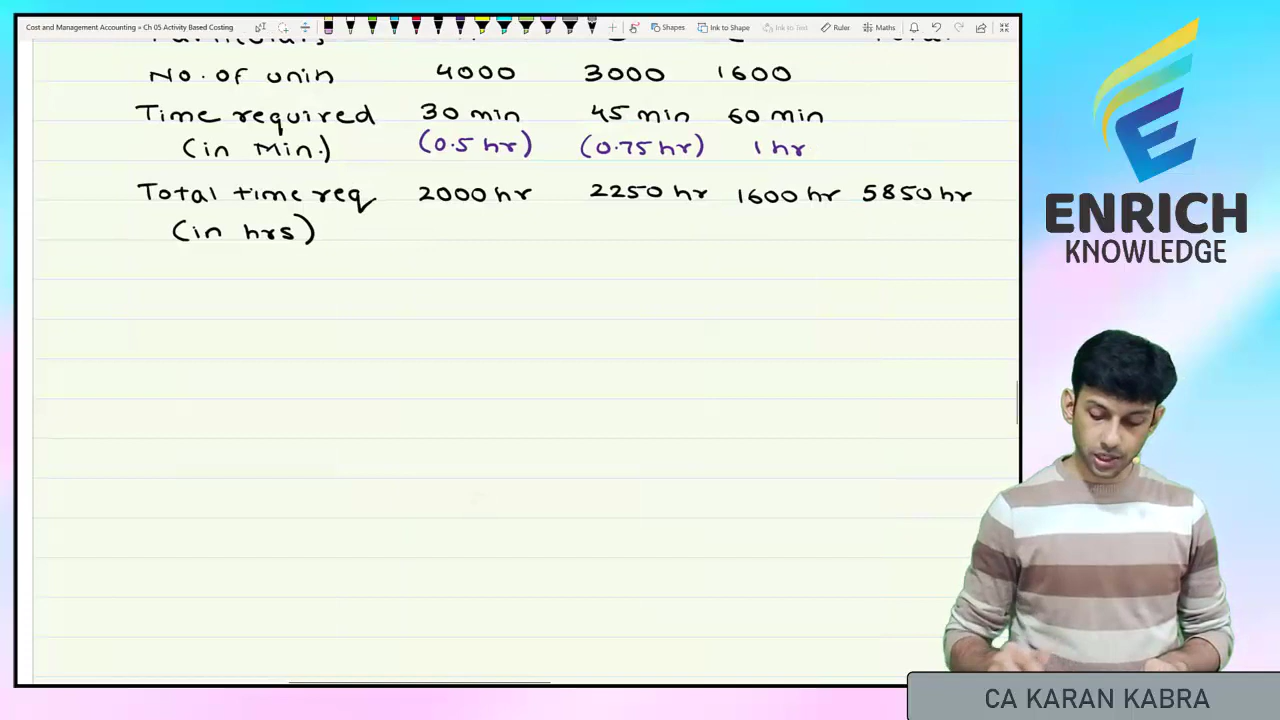 Cost and Management Accounting » Ch 05 Activity Based Costing
Shapes Ink to Shape Ink to Text Ruler Maths
No. of unin 4000 3000 1600
Time required 30 min 45 min 60 min
(in Min.) (0.5 hr) (0.75 hr) 1 hr
Total time req 2000 hr 2250 hr 1600 hr 5850 hr
(in hrs)
ENRICH
KNOWLEDGE
CA KARAN KABRA